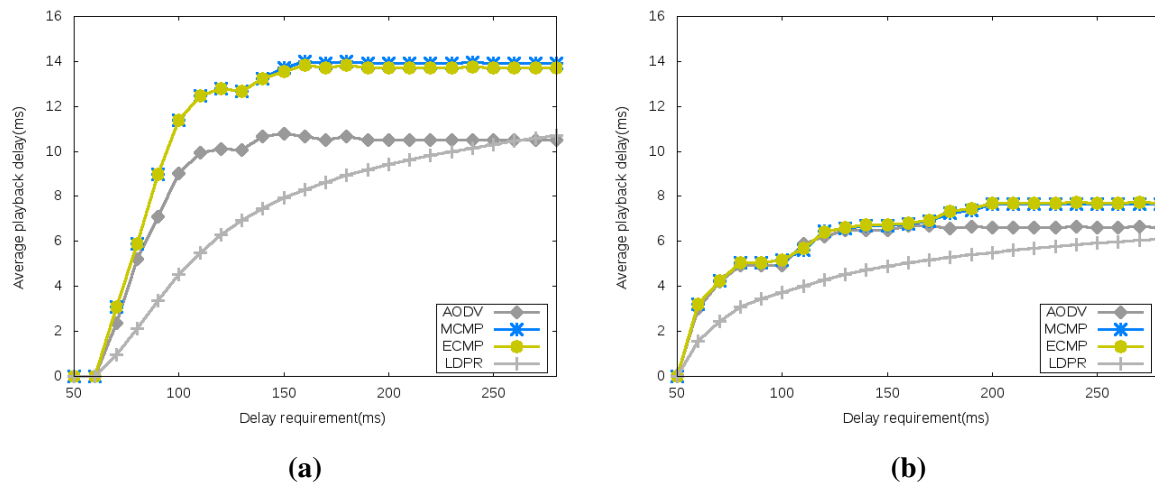 16
14
12
10
8
6
4
2
0
Average playback delay(ms)
50 100 150 200 250
Delay requirement(ms)
AODV
MCMP
ECMP
LDPR
(a)
16
14
12
10
8
6
4
2
0
Average playback delay(ms)
50 100 150 200 250
Delay requirement(ms)
AODV
MCMP
ECMP
LDPR
(b)